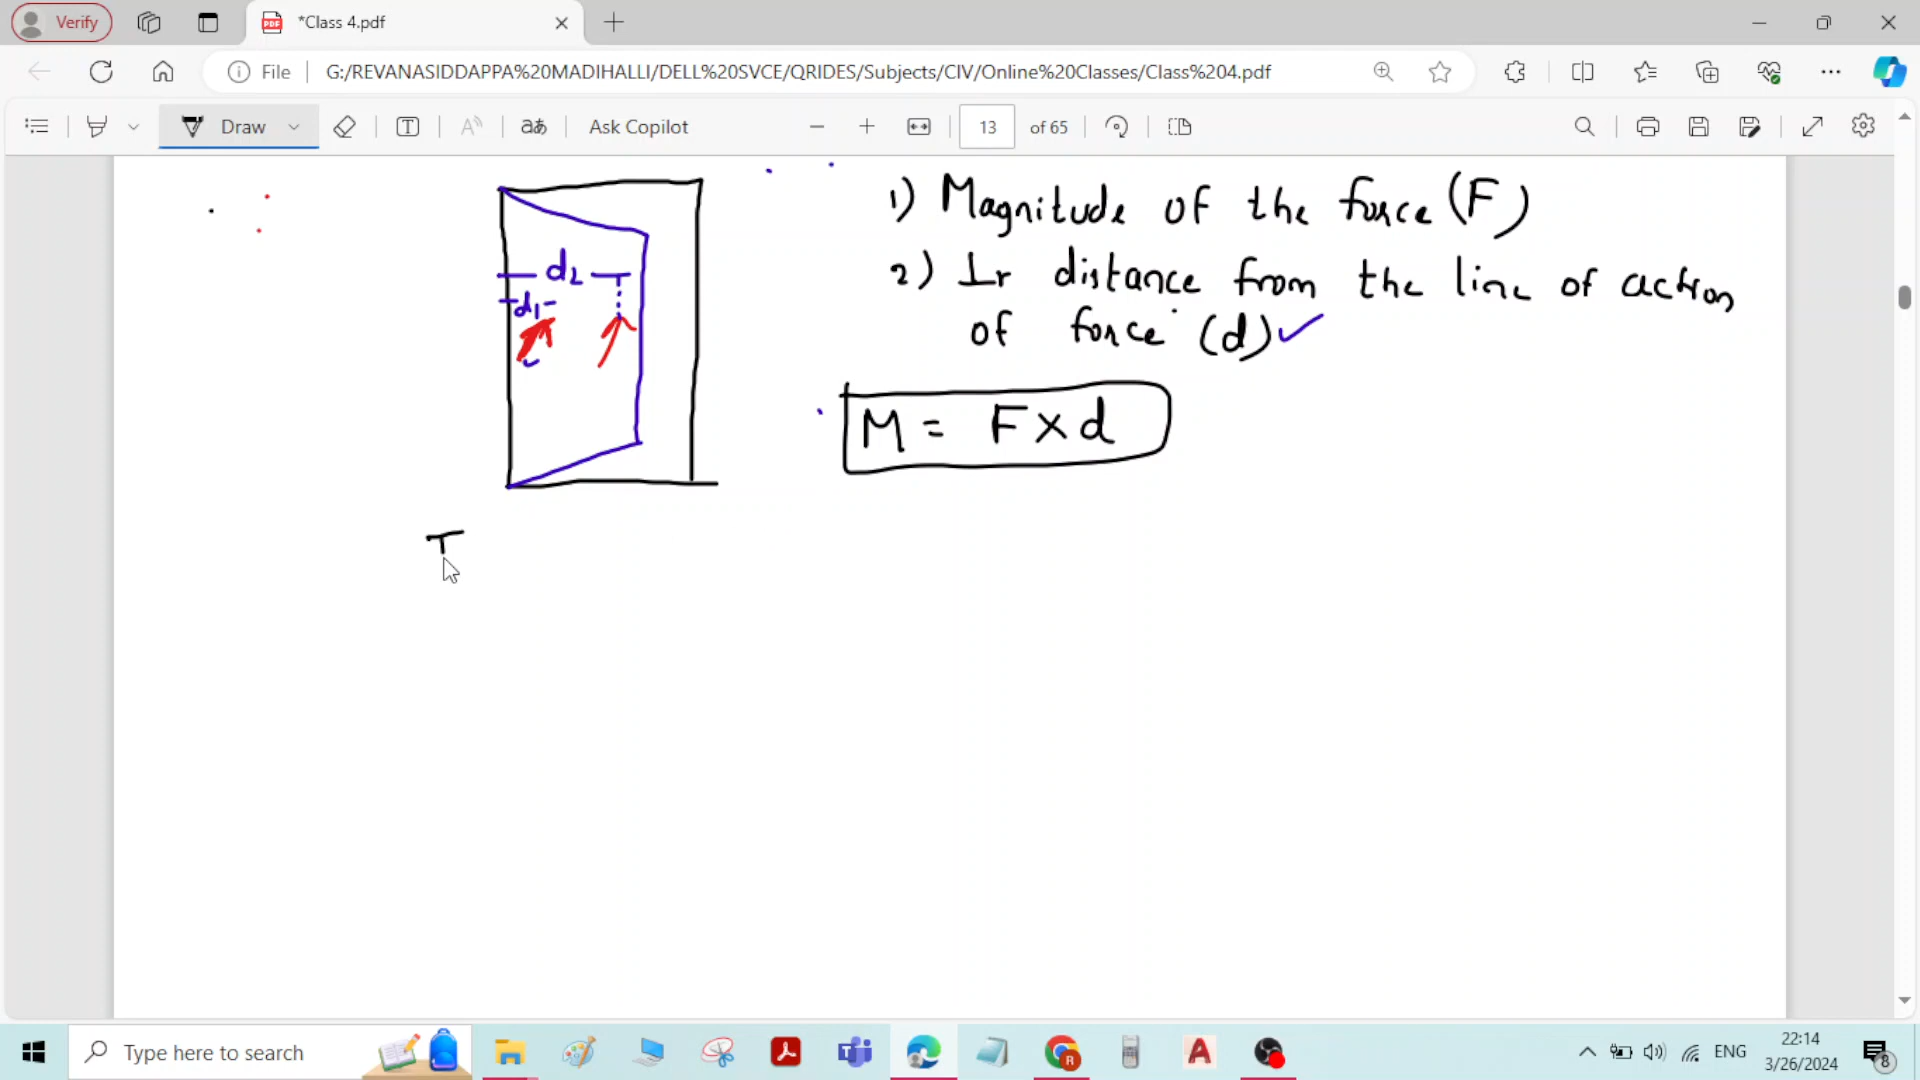 Verify
*Class 4.pdf
File
G:/REVANASIDDAPPA%20MADIHALLI/DELL%20SVCE/QRIDES/Subjects/CIV/Online%20Classes/Class%204.pdf
Draw
Ask Copilot
13 of 65
1) Magnitude of the force (F)
2) ⊥r distance from the line of action
of force (d) ✓
d2
d1
M = F × d
T
Type here to search
ENG
22:14
3/26/2024
8